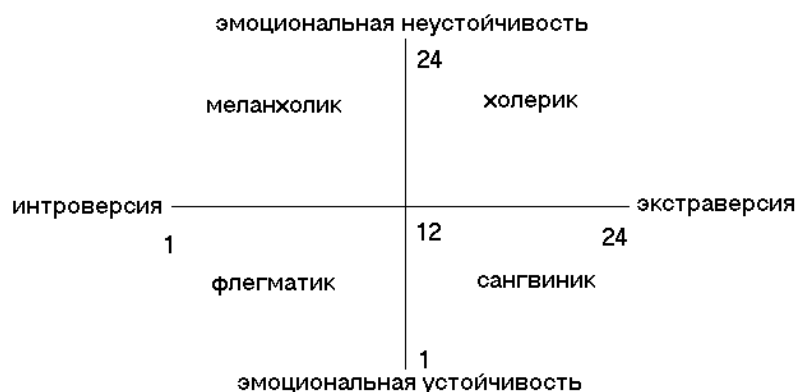 эмоциональная неустойчивость
24
меланхолик холерик
интроверсия экстраверсия
1 12 24
флегматик сангвиник
1
эмоциональная устойчивость